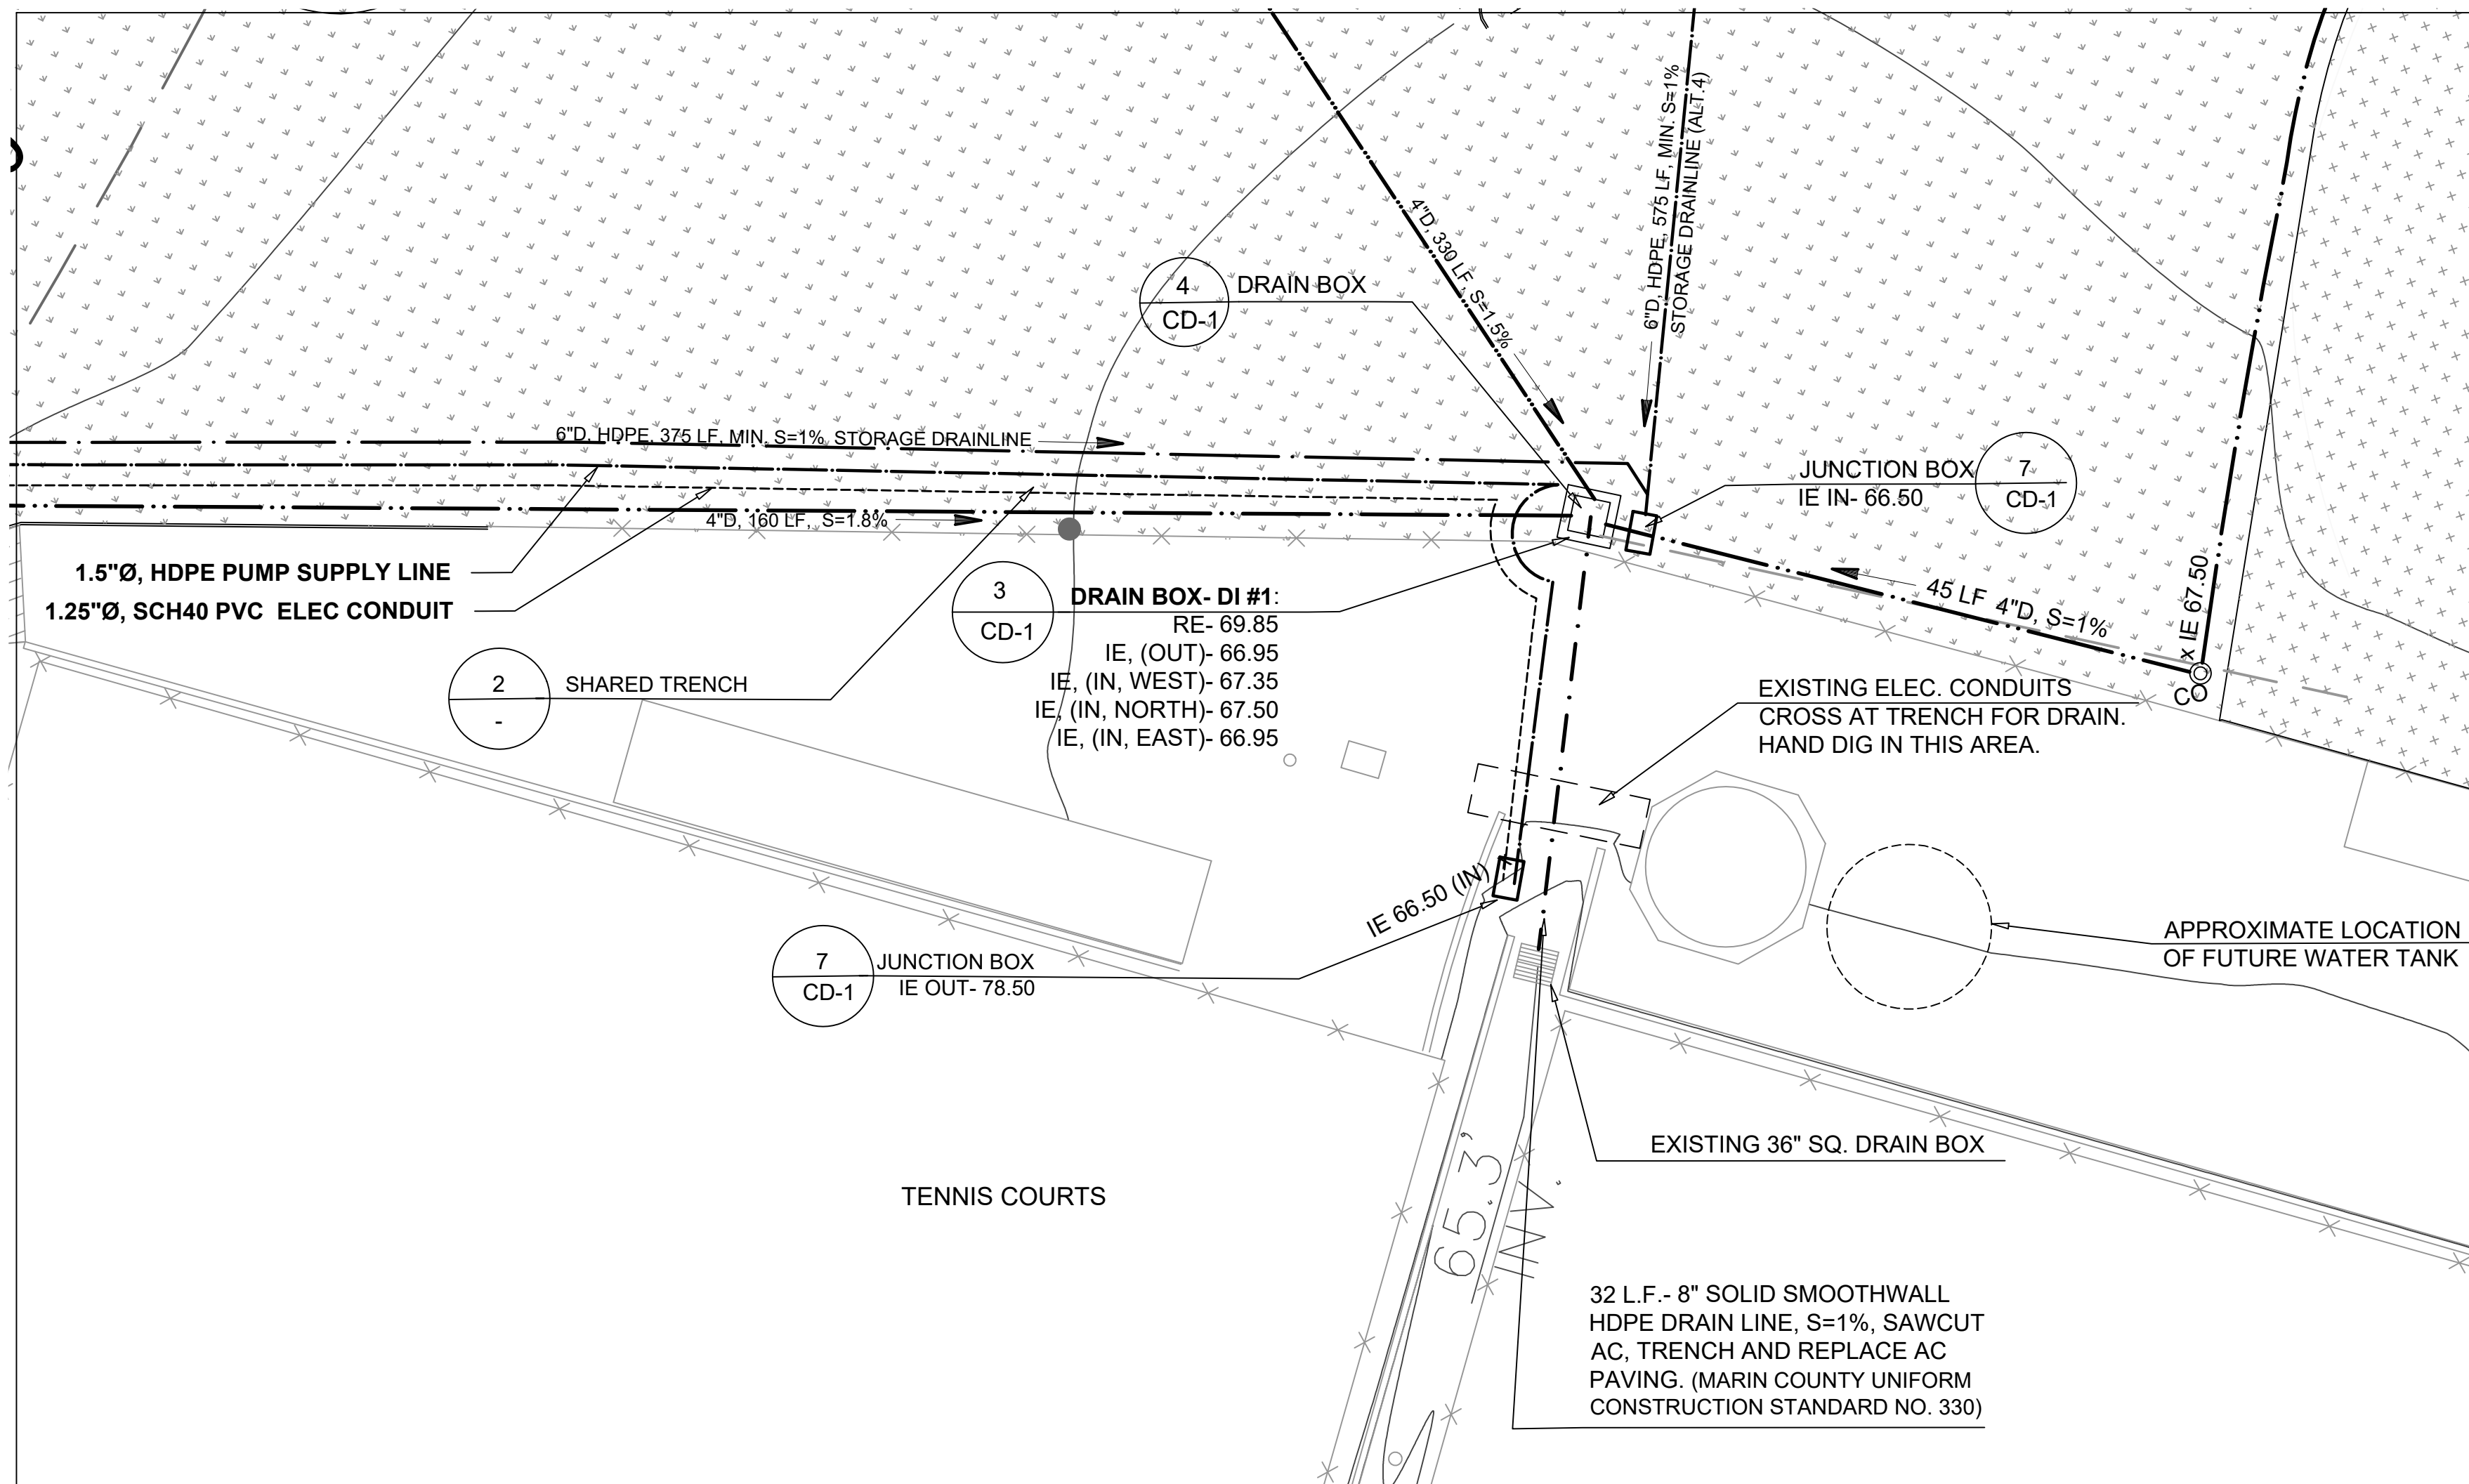 6"D, HDPE, 575 LF, MIN. S=1%
STORAGE DRAINLINE (ALT.4)
4"D, 330 LF, S=1.5%
4
CD-1
DRAIN BOX
6"D, HDPE, 375 LF, MIN. S=1% STORAGE DRAINLINE
JUNCTION BOX
IE IN- 66.50
7
CD-1
4"D, 160 LF, S=1.8%
1.5"Ø, HDPE PUMP SUPPLY LINE
1.25"Ø, SCH40 PVC ELEC CONDUIT
3
CD-1
DRAIN BOX- DI #1:
RE- 69.85
IE, (OUT)- 66.95
IE, (IN, WEST)- 67.35
IE, (IN, NORTH)- 67.50
IE, (IN, EAST)- 66.95
45 LF 4"D, S=1%
x IE 67.50
CO
2
-
SHARED TRENCH
EXISTING ELEC. CONDUITS
CROSS AT TRENCH FOR DRAIN.
HAND DIG IN THIS AREA.
IE 66.50 (IN)
7
CD-1
JUNCTION BOX
IE OUT- 78.50
APPROXIMATE LOCATION
OF FUTURE WATER TANK
EXISTING 36" SQ. DRAIN BOX
TENNIS COURTS
65.3'
INV.
32 L.F.- 8" SOLID SMOOTHWALL
HDPE DRAIN LINE, S=1%, SAWCUT
AC, TRENCH AND REPLACE AC
PAVING. (MARIN COUNTY UNIFORM
CONSTRUCTION STANDARD NO. 330)